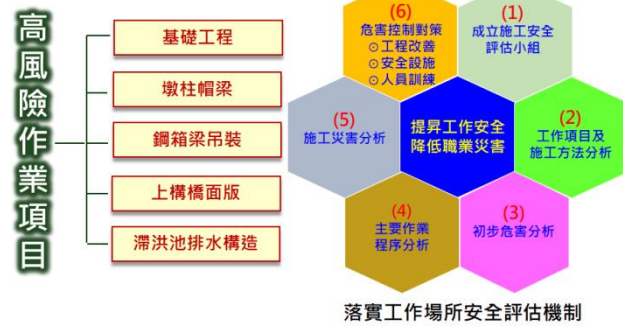 高風險作業項目
基礎工程
墩柱帽梁
鋼箱梁吊裝
上構橋面版
滯洪池排水構造
(1)
成立施工安全
評估小組
(2)
工作項目及
施工方法分析
(3)
初步危害分析
(4)
主要作業
程序分析
(5)
施工災害分析
(6)
危害控制對策
⊙工程改善
⊙安全設施
⊙人員訓練
提昇工作安全
降低職業災害
落實工作場所安全評估機制